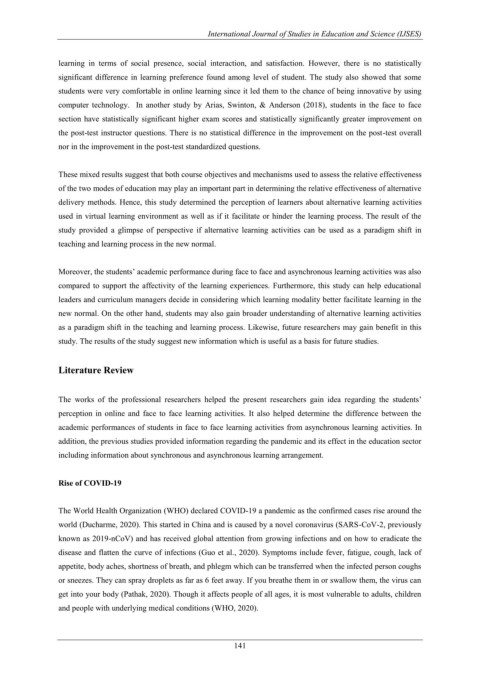 International Journal of Studies in Education and Science (IJSES)
learning in terms of social presence, social interaction, and satisfaction. However, there is no statistically
significant difference in learning preference found among level of student. The study also showed that some
students were very comfortable in online learning since it led them to the chance of being innovative by using
computer technology. In another study by Arias, Swinton, & Anderson (2018), students in the face to face
section have statistically significant higher exam scores and statistically significantly greater improvement on
the post-test instructor questions. There is no statistical difference in the improvement on the post-test overall
nor in the improvement in the post-test standardized questions.
These mixed results suggest that both course objectives and mechanisms used to assess the relative effectiveness
of the two modes of education may play an important part in determining the relative effectiveness of alternative
delivery methods. Hence, this study determined the perception of learners about alternative learning activities
used in virtual learning environment as well as if it facilitate or hinder the learning process. The result of the
study provided a glimpse of perspective if alternative learning activities can be used as a paradigm shift in
teaching and learning process in the new normal.
Moreover, the students' academic performance during face to face and asynchronous learning activities was also
compared to support the affectivity of the learning experiences. Furthermore, this study can help educational
leaders and curriculum managers decide in considering which learning modality better facilitate learning in the
new normal. On the other hand, students may also gain broader understanding of alternative learning activities
as a paradigm shift in the teaching and learning process. Likewise, future researchers may gain benefit in this
study. The results of the study suggest new information which is useful as a basis for future studies.
Literature Review
The works of the professional researchers helped the present researchers gain idea regarding the students'
perception in online and face to face learning activities. It also helped determine the difference between the
academic performances of students in face to face learning activities from asynchronous learning activities. In
addition, the previous studies provided information regarding the pandemic and its effect in the education sector
including information about synchronous and asynchronous learning arrangement.
Rise of COVID-19
The World Health Organization (WHO) declared COVID-19 a pandemic as the confirmed cases rise around the
world (Ducharme, 2020). This started in China and is caused by a novel coronavirus (SARS-CoV-2, previously
known as 2019-nCoV) and has received global attention from growing infections and on how to eradicate the
disease and flatten the curve of infections (Guo et al., 2020). Symptoms include fever, fatigue, cough, lack of
appetite, body aches, shortness of breath, and phlegm which can be transferred when the infected person coughs
or sneezes. They can spray droplets as far as 6 feet away. If you breathe them in or swallow them, the virus can
get into your body (Pathak, 2020). Though it affects people of all ages, it is most vulnerable to adults, children
and people with underlying medical conditions (WHO, 2020).
141